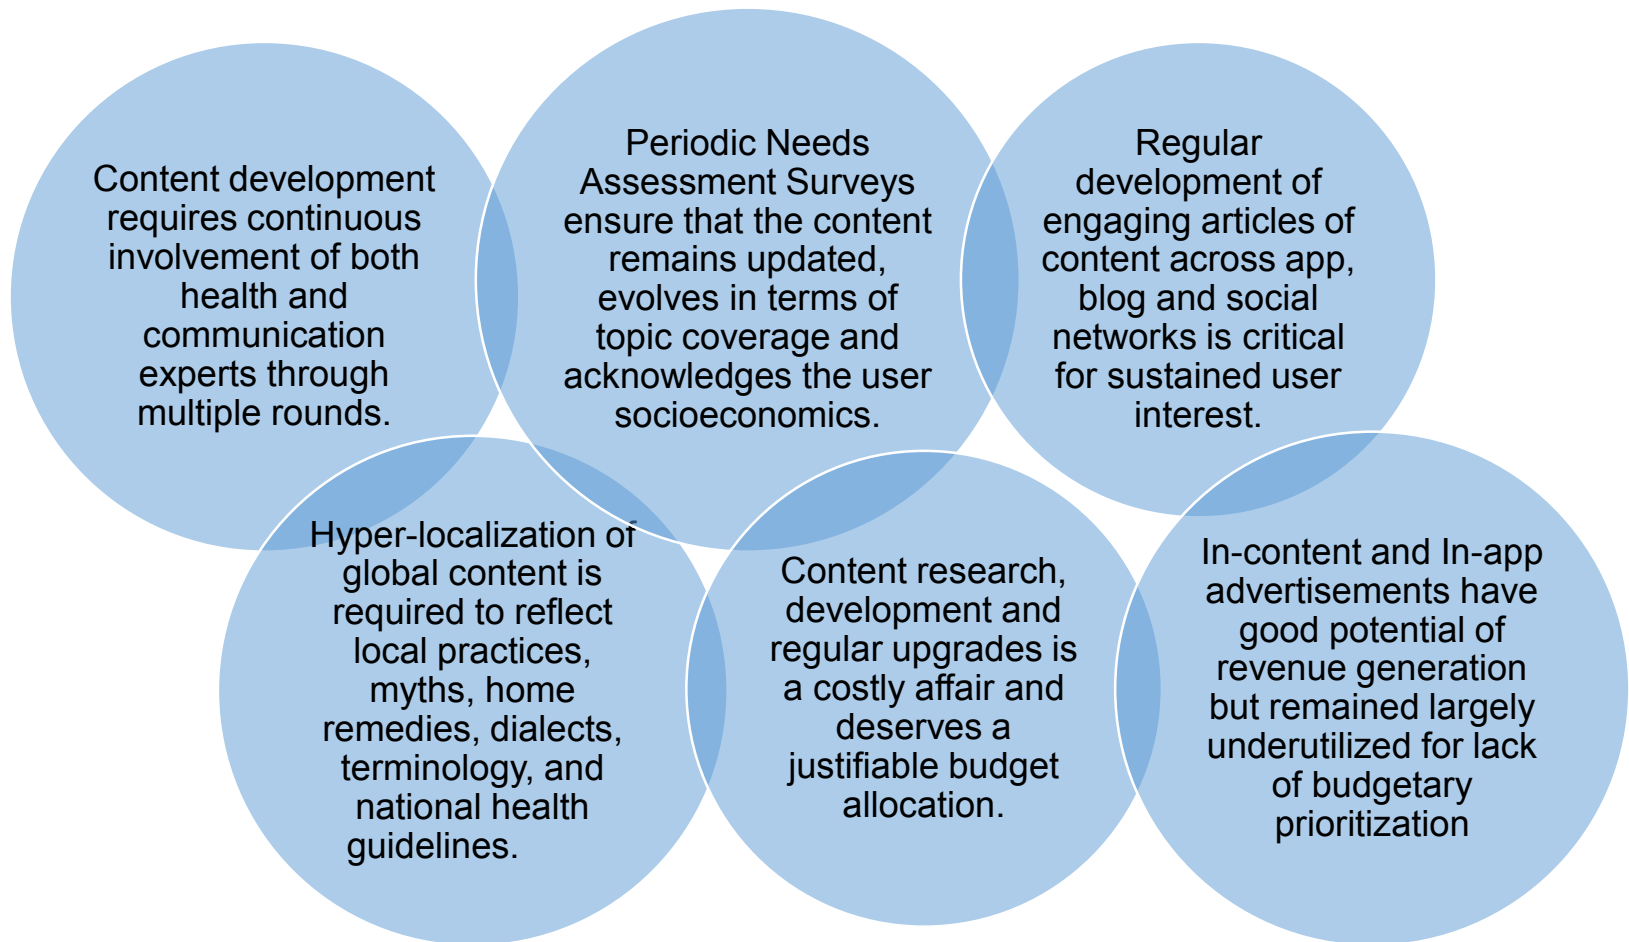 Content development
requires continuous
involvement of both
health and
communication
experts through
multiple rounds.
Periodic Needs
Assessment Surveys
ensure that the content
remains updated,
evolves in terms of
topic coverage and
acknowledges the user
socioeconomics.
Regular
development of
engaging articles of
content across app,
blog and social
networks is critical
for sustained user
interest.
Hyper-localization of
global content is
required to reflect
local practices,
myths, home
remedies, dialects,
terminology, and
national health
guidelines.
Content research,
development and
regular upgrades is
a costly affair and
deserves a
justifiable budget
allocation.
In-content and In-app
advertisements have
good potential of
revenue generation
but remained largely
underutilized for lack
of budgetary
prioritization